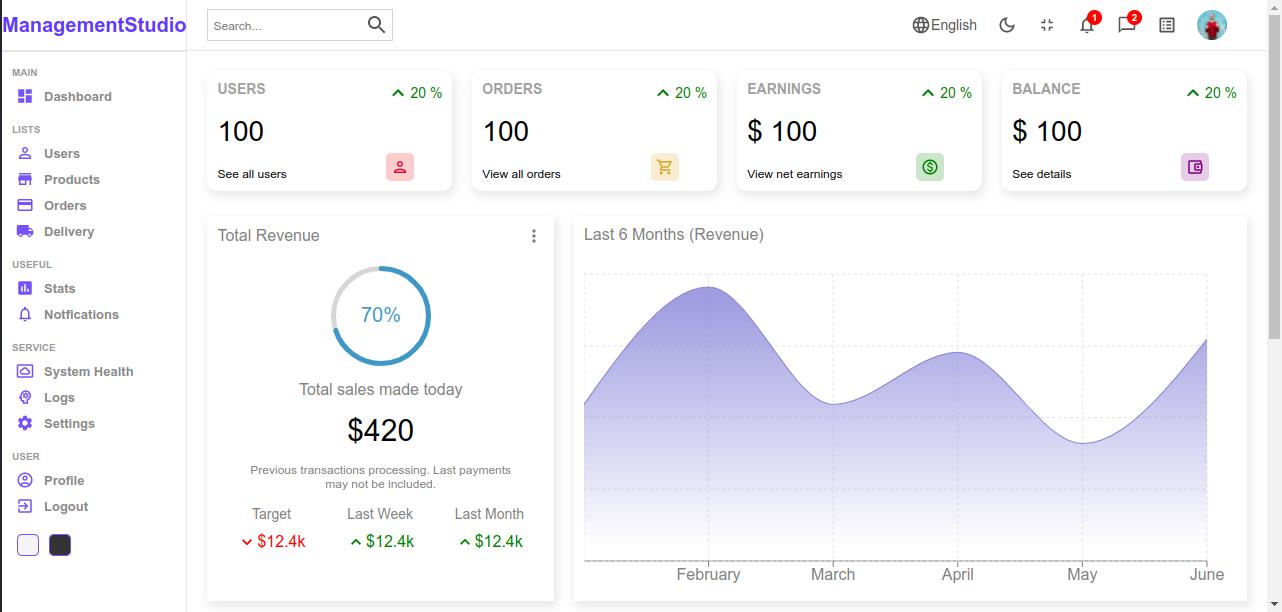 ManagementStudio
Search...
English
1
2
MAIN
Dashboard
LISTS
Users
Products
Orders
Delivery
USEFUL
Stats
Notfications
SERVICE
System Health
Logs
Settings
USER
Profile
Logout
USERS
20 %
100
See all users
ORDERS
20 %
100
View all orders
EARNINGS
20 %
$ 100
View net earnings
BALANCE
20 %
$ 100
See details
Total Revenue
70%
Total sales made today
$420
Previous transactions processing. Last payments
may not be included.
Target Last Week Last Month
$12.4k $12.4k $12.4k
Last 6 Months (Revenue)
February March April May June